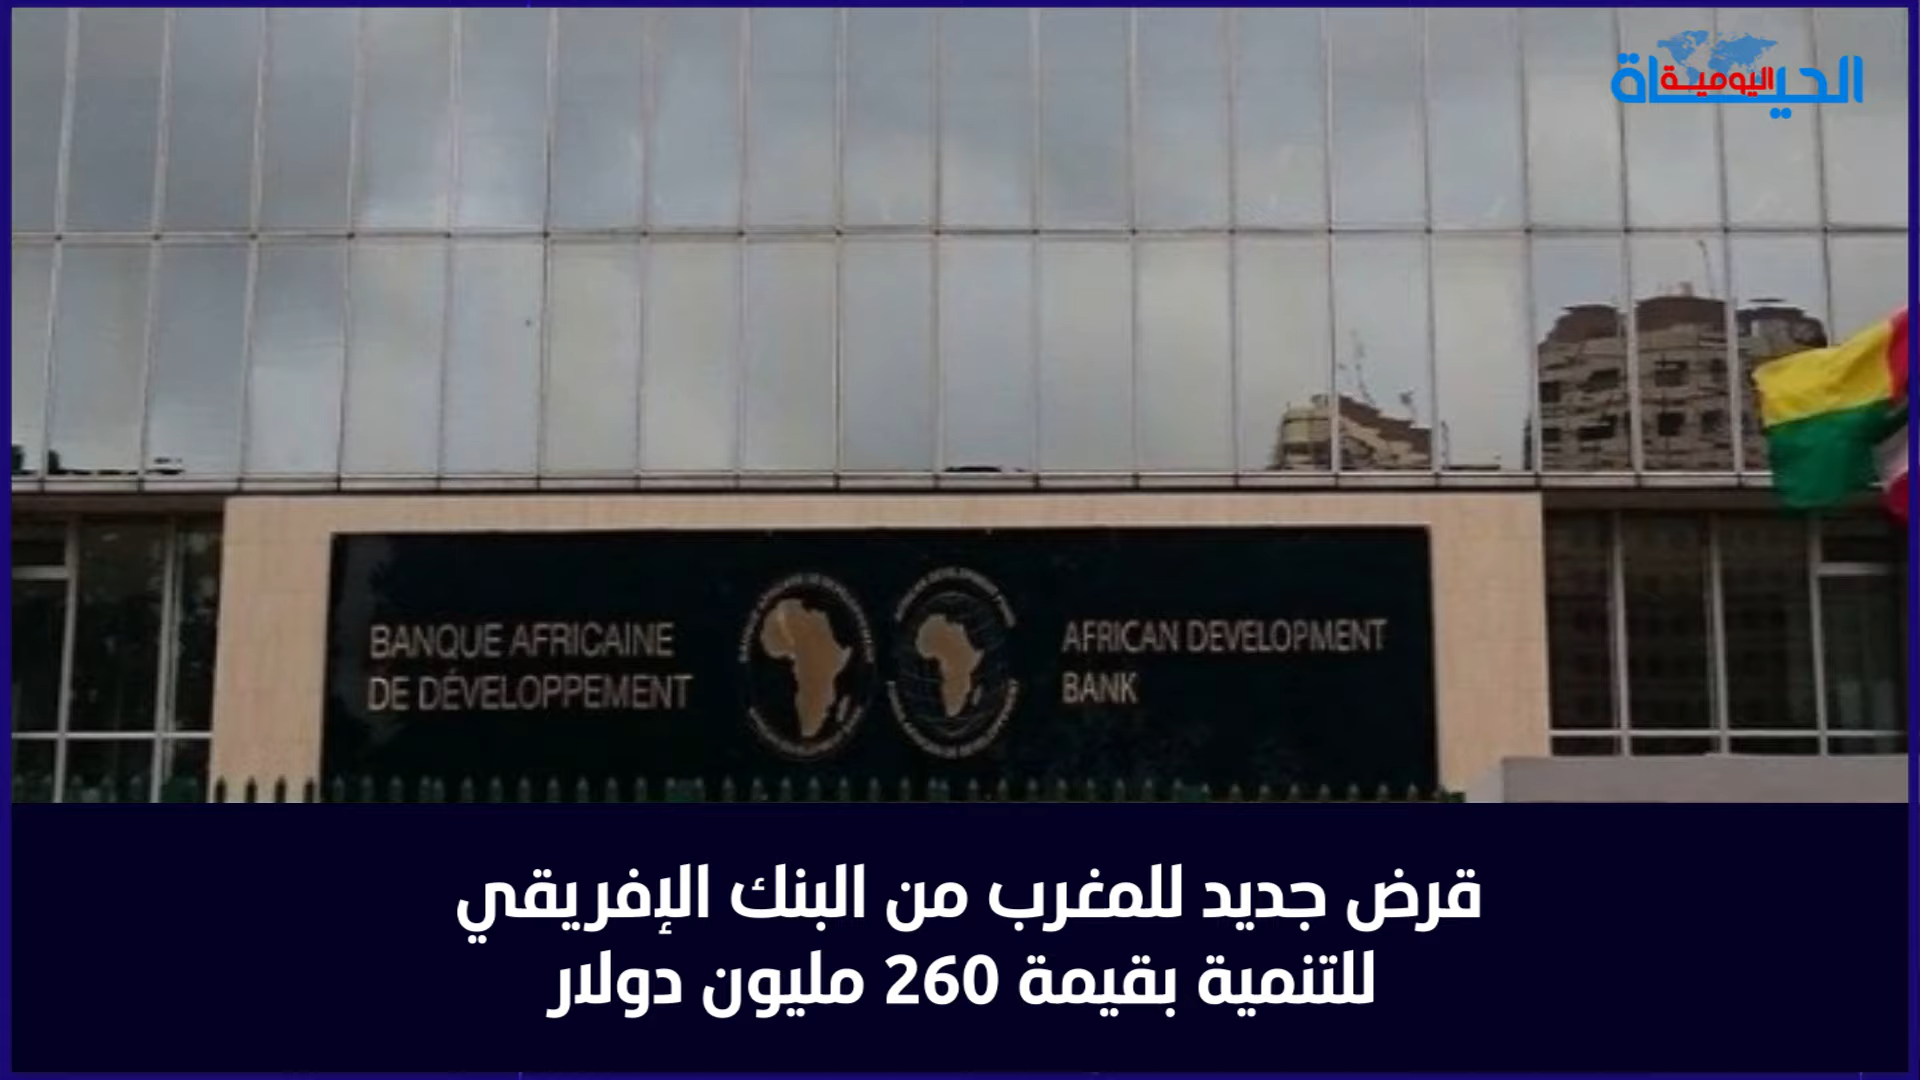 الحياة
اليومية
BANQUE AFRICAINE
DE DÉVELOPPEMENT
AFRICAN DEVELOPMENT
BANK
قرض جديد للمغرب من البنك الإفريقي
للتنمية بقيمة 260 مليون دولار